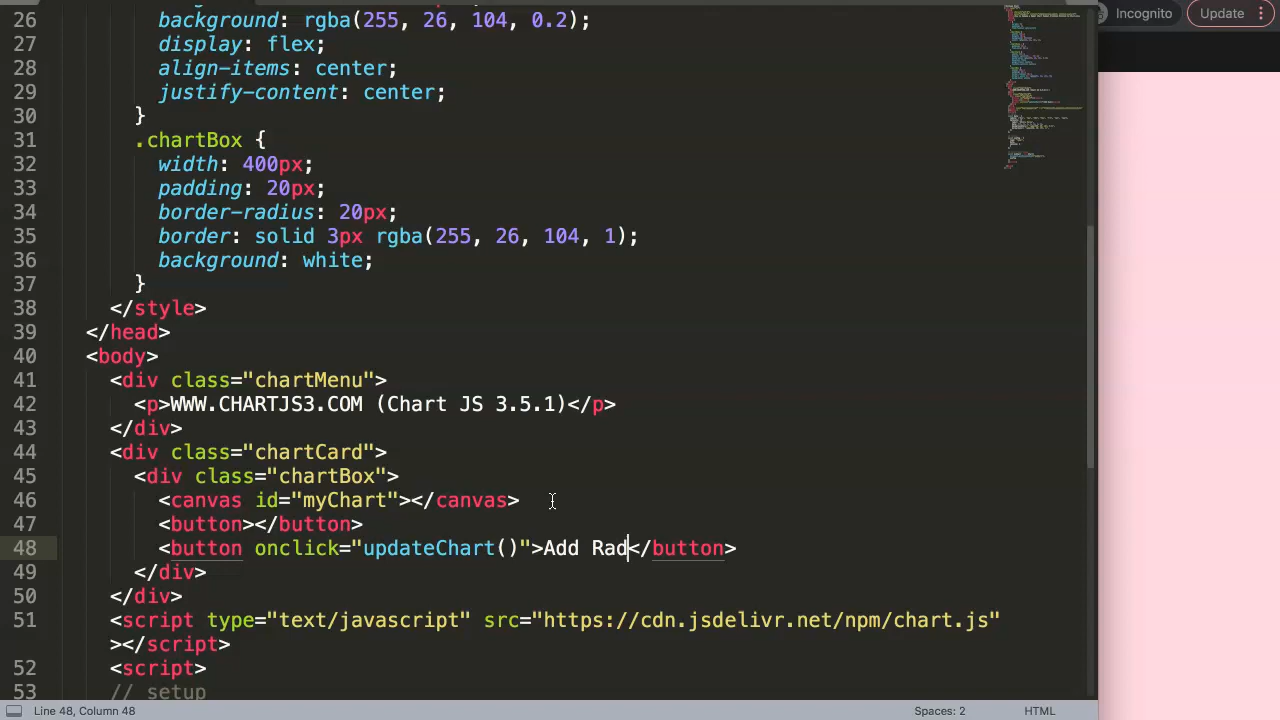 26 background: rgba(255, 26, 104, 0.2);
Incognito
Update
27 display: flex;
28 align-items: center;
29 justify-content: center;
30 }
31 .chartBox {
32 width: 400px;
33 padding: 20px;
34 border-radius: 20px;
35 border: solid 3px rgba(255, 26, 104, 1);
36 background: white;
37 }
38 </style>
39 </head>
40 <body>
41 <div class="chartMenu">
42 <p>WWW.CHARTJS3.COM (Chart JS 3.5.1)</p>
43 </div>
44 <div class="chartCard">
45 <div class="chartBox">
46 <canvas id="myChart"></canvas>
47 <button></button>
48 <button onclick="updateChart()">Add Rad</button>
49 </div>
50 </div>
51 <script type="text/javascript" src="https://cdn.jsdelivr.net/npm/chart.js"
></script>
52 <script>
53 // setup
Line 48, Column 48
Spaces: 2
HTML